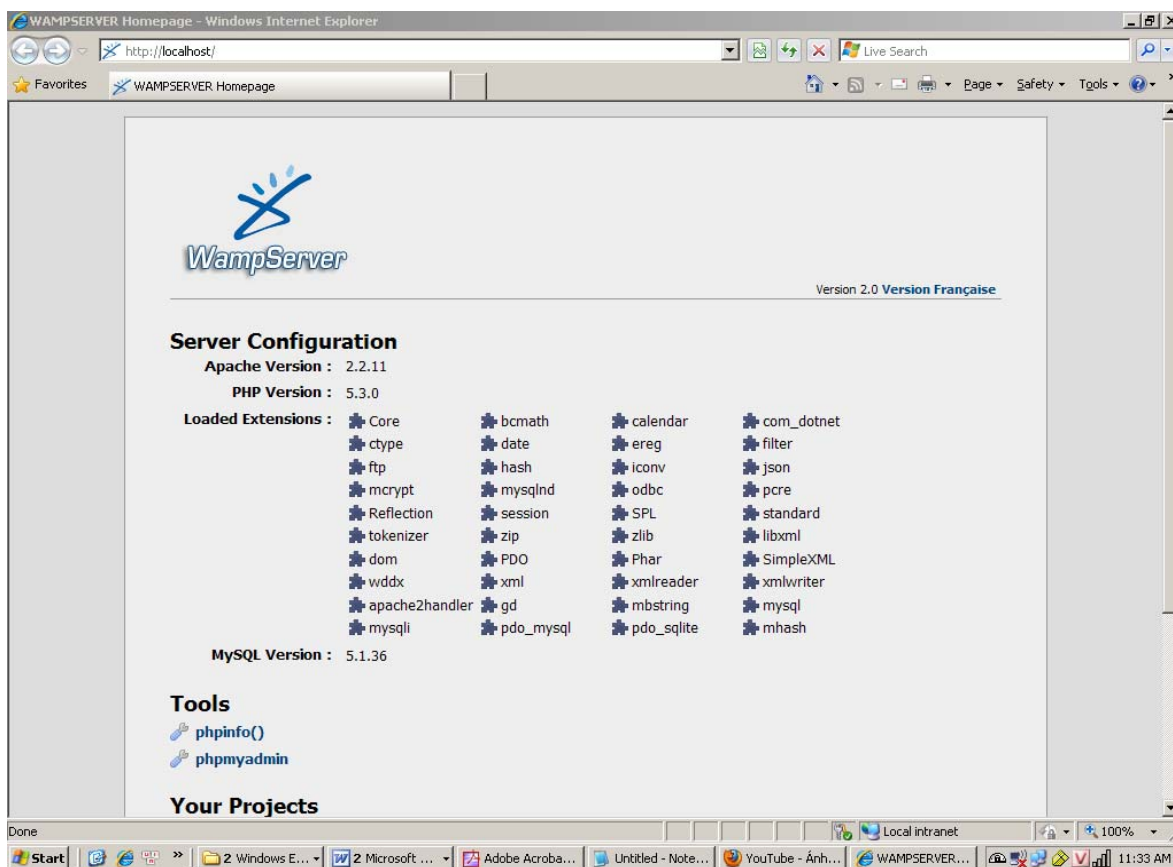 WAMPSERVER Homepage - Windows Internet Explorer
http://localhost/
Live Search
Favorites WAMPSERVER Homepage Page Safety Tools
WampServer
Version 2.0 Version Française
Server Configuration
Apache Version : 2.2.11
PHP Version : 5.3.0
Loaded Extensions : Core bcmath calendar com_dotnet
ctype date ereg filter
ftp hash iconv json
mcrypt mysqlnd odbc pcre
Reflection session SPL standard
tokenizer zip zlib libxml
dom PDO Phar SimpleXML
wddx xml xmlreader xmlwriter
apache2handler gd mbstring mysql
mysqli pdo_mysql pdo_sqlite mhash
MySQL Version : 5.1.36
Tools
phpinfo()
phpmyadmin
Your Projects
Done Local intranet 100%
Start » 2 Windows E... 2 Microsoft ... Adobe Acroba... Untitled - Note... YouTube - Ánh... WAMPSERVER... 11:33 AM